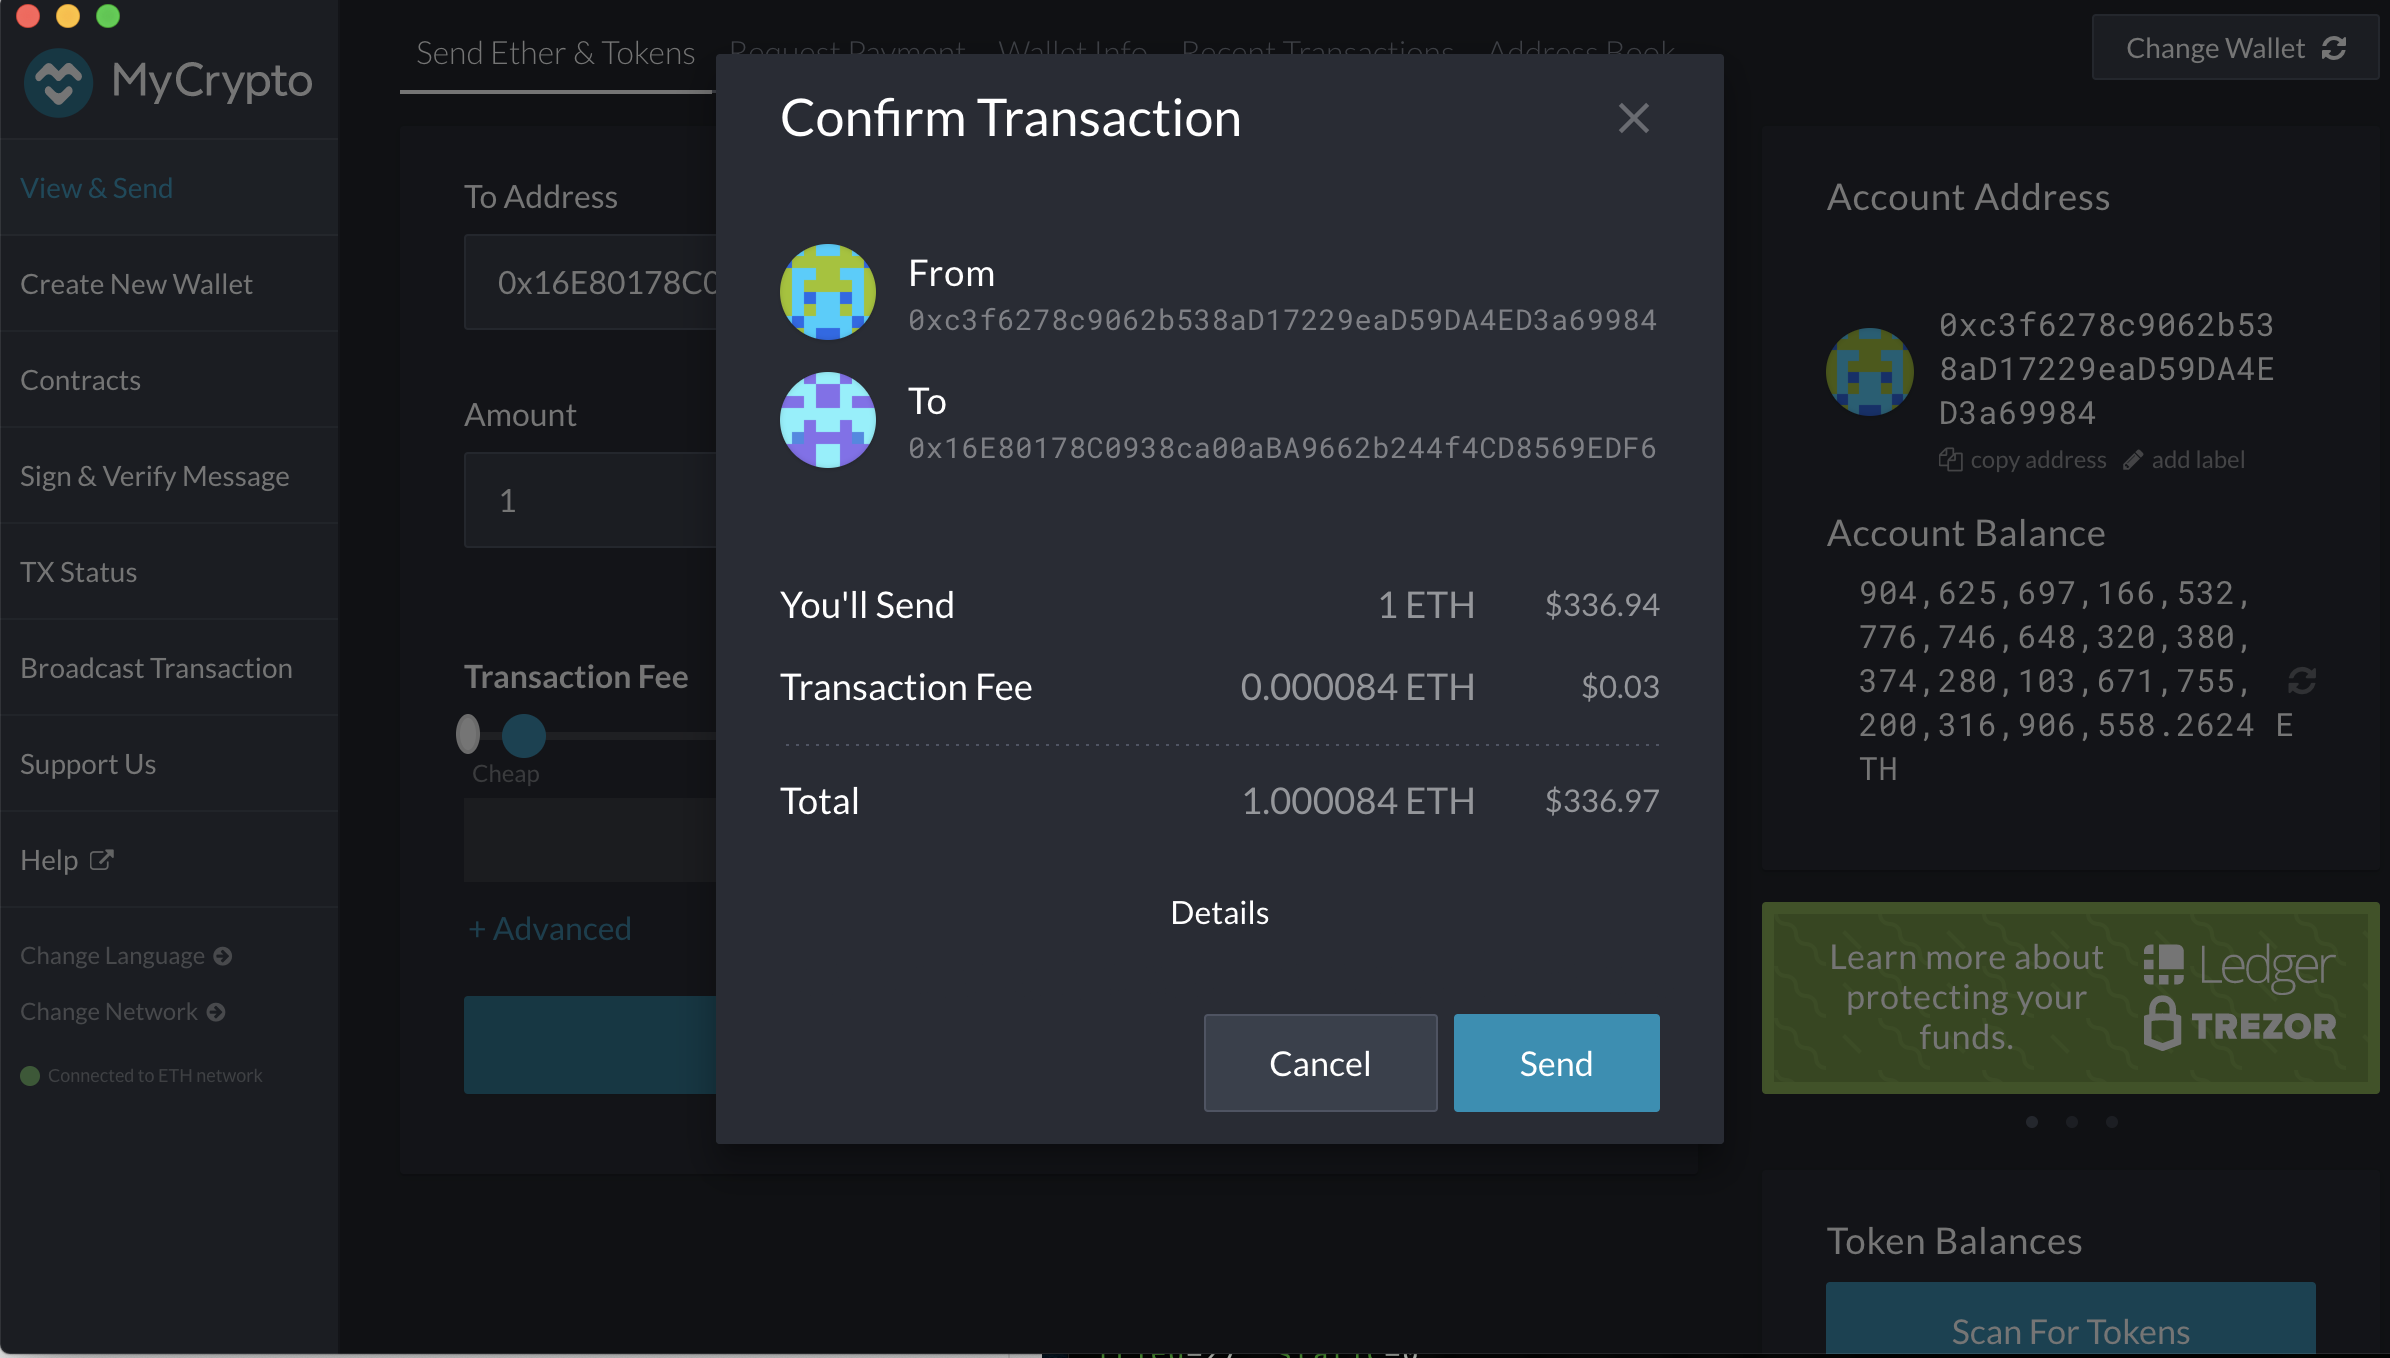 MyCrypto
View & Send
Create New Wallet
Contracts
Sign & Verify Message
TX Status
Broadcast Transaction
Support Us
Help
Change Language
Change Network
Connected to ETH network
Send Ether & Tokens
Request Payment
Wallet Info
Recent Transactions
Address Book
Change Wallet
To Address
0x16E80178C0
Amount
1
Transaction Fee
Cheap
+ Advanced
Confirm Transaction
From
0xc3f6278c9062b538aD17229eaD59DA4ED3a69984
To
0x16E80178C0938ca00aBA9662b244f4CD8569EDF6
You'll Send 1 ETH $336.94
Transaction Fee 0.000084 ETH $0.03
Total 1.000084 ETH $336.97
Details
Cancel
Send
Account Address
0xc3f6278c9062b53
8aD17229eaD59DA4E
D3a69984
copy address add label
Account Balance
904,625,697,166,532,
776,746,648,320,380,
374,280,103,671,755,
200,316,906,558.2624 E
TH
Learn more about
protecting your
funds.
Ledger
TREZOR
Token Balances
Scan For Tokens